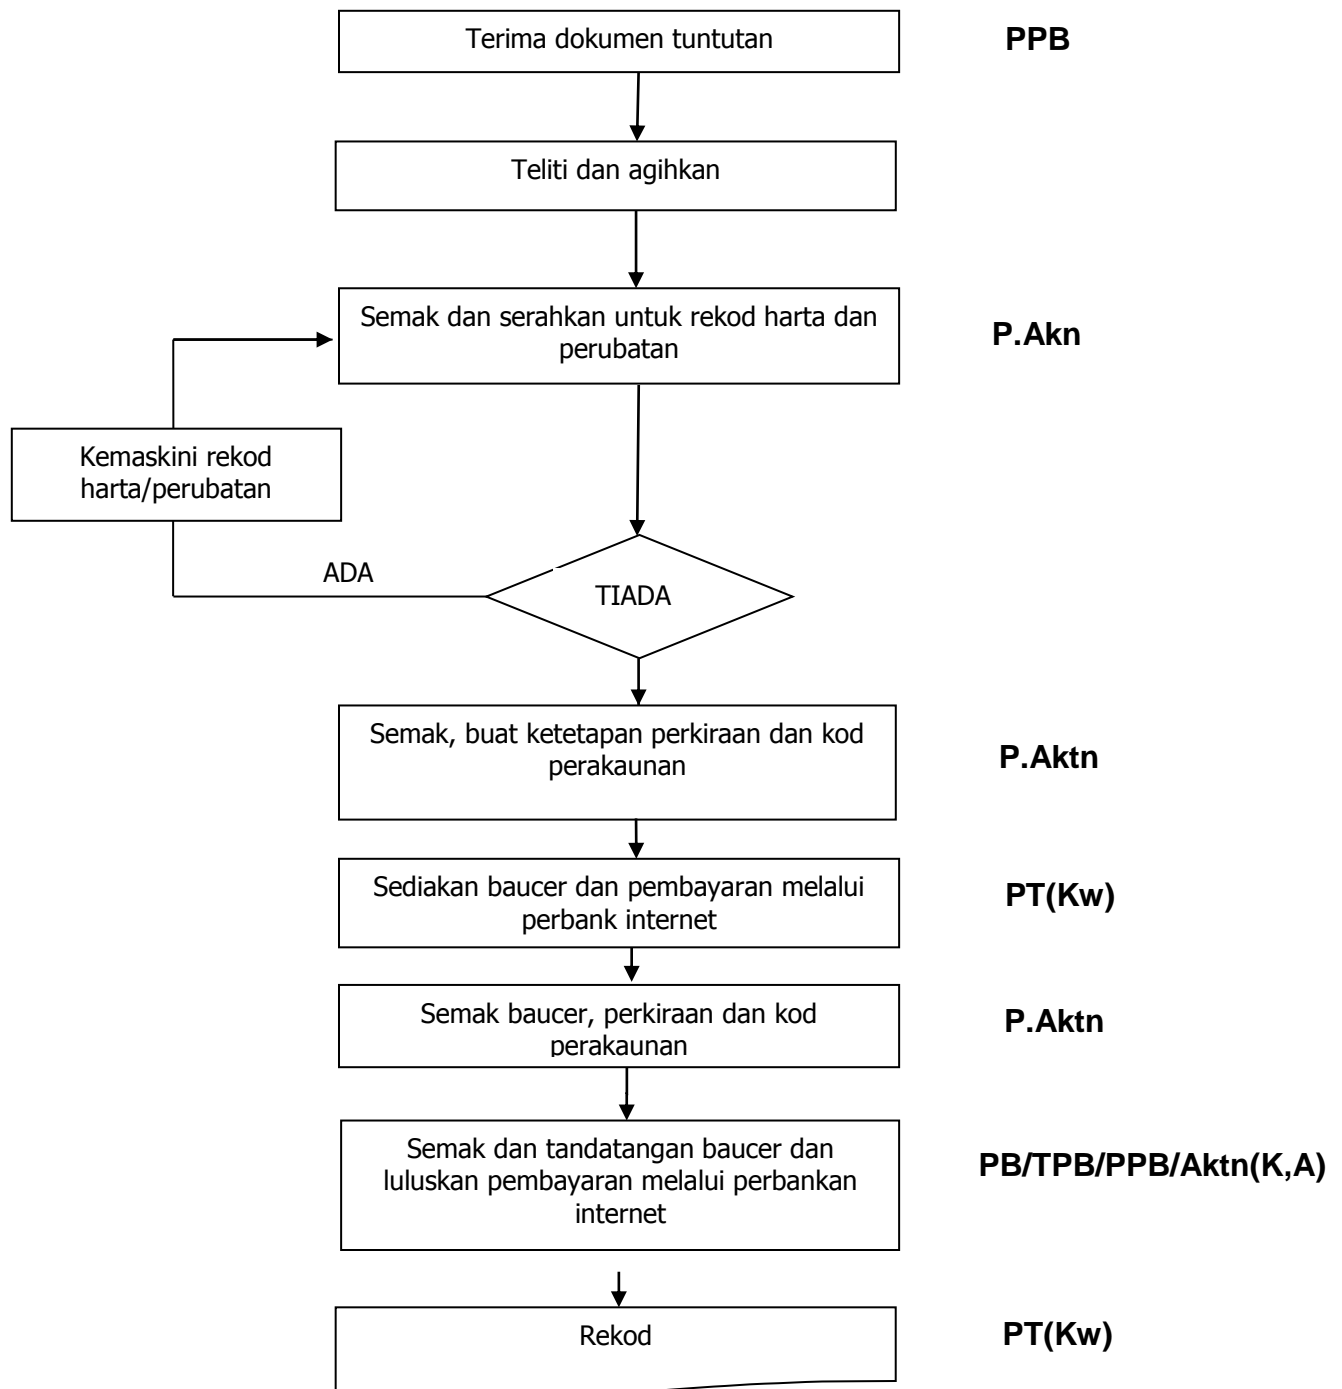 Terima dokumen tuntutan
PPB
Teliti dan agihkan
Semak dan serahkan untuk rekod harta dan
perubatan
P.Akn
Kemaskini rekod
harta/perubatan
ADA
TIADA
Semak, buat ketetapan perkiraan dan kod
perakaunan
P.Aktn
Sediakan baucer dan pembayaran melalui
perbank internet
PT(Kw)
Semak baucer, perkiraan dan kod
perakaunan
P.Aktn
Semak dan tandatangan baucer dan
luluskan pembayaran melalui perbankan
internet
PB/TPB/PPB/Aktn(K,A)
Rekod
PT(Kw)